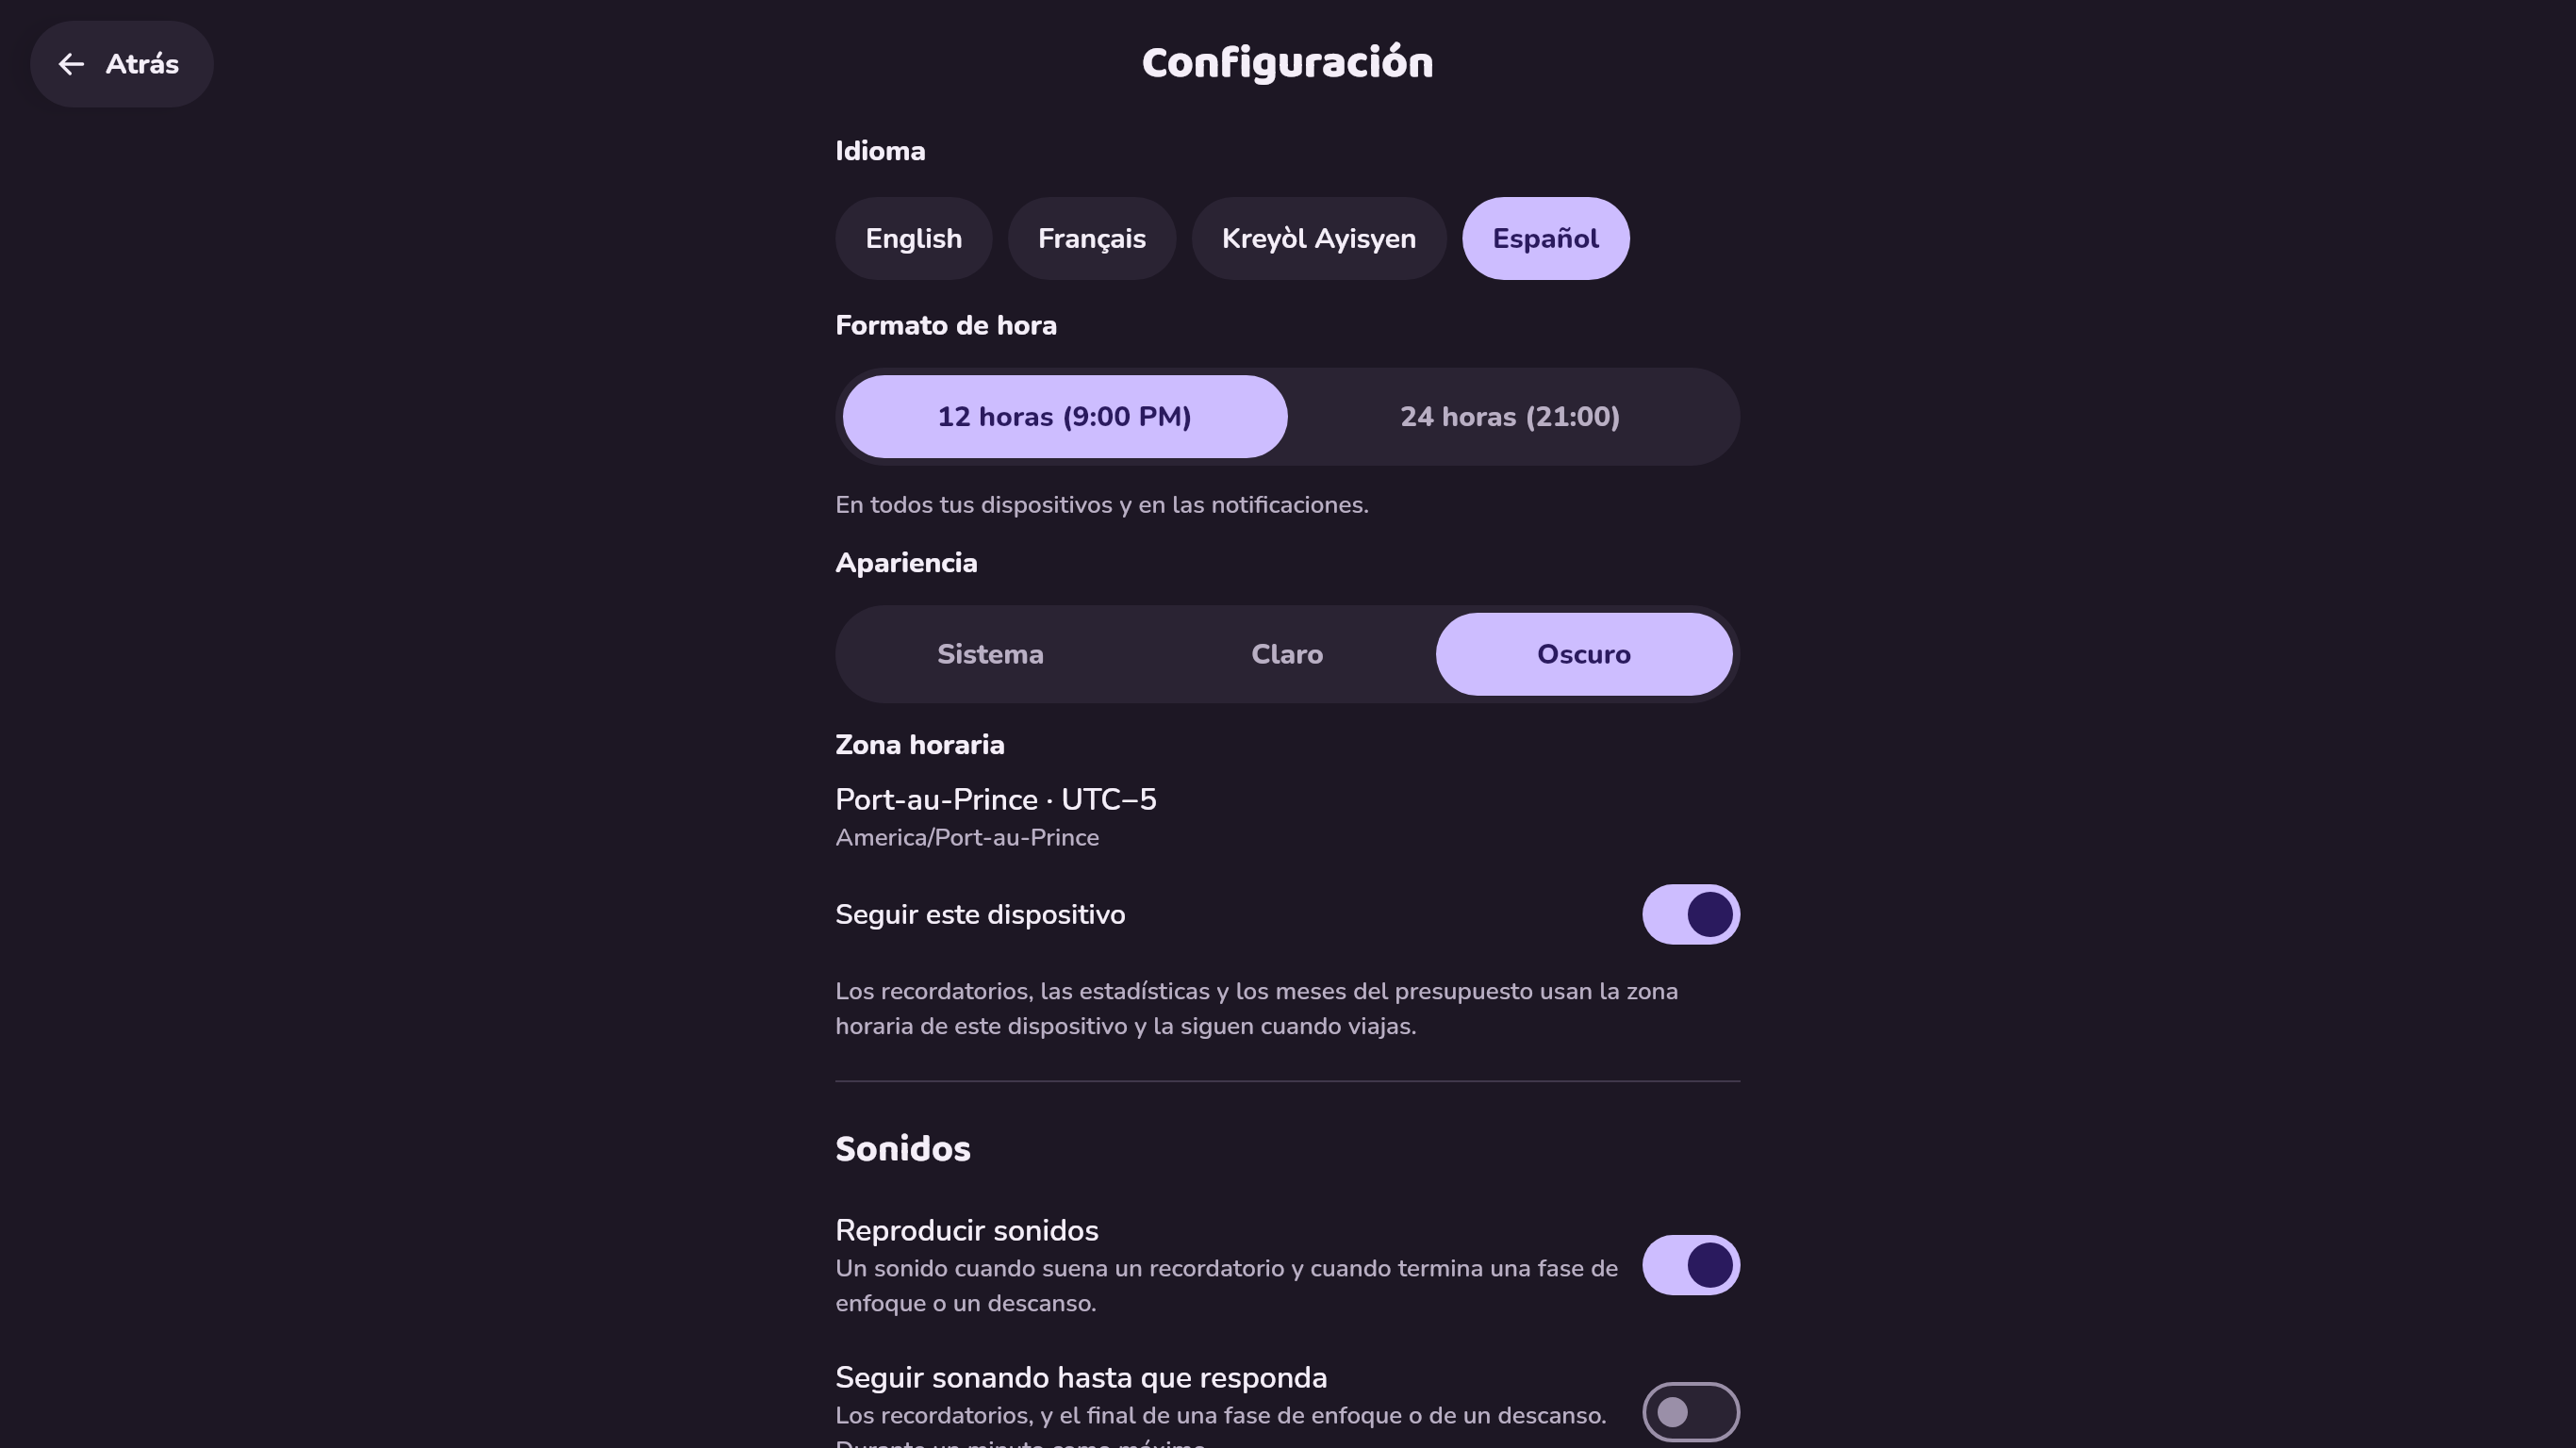 Atrás
Configuración
Idioma
English
Français
Kreyòl Ayisyen
Español
Formato de hora
12 horas (9:00 PM)
24 horas (21:00)
En todos tus dispositivos y en las notificaciones.
Apariencia
Sistema
Claro
Oscuro
Zona horaria
Port-au-Prince · UTC−5
America/Port-au-Prince
Seguir este dispositivo
Los recordatorios, las estadísticas y los meses del presupuesto usan la zona
horaria de este dispositivo y la siguen cuando viajas.
Sonidos
Reproducir sonidos
Un sonido cuando suena un recordatorio y cuando termina una fase de
enfoque o un descanso.
Seguir sonando hasta que responda
Los recordatorios, y el final de una fase de enfoque o de un descanso.
Durante un minuto como máximo.